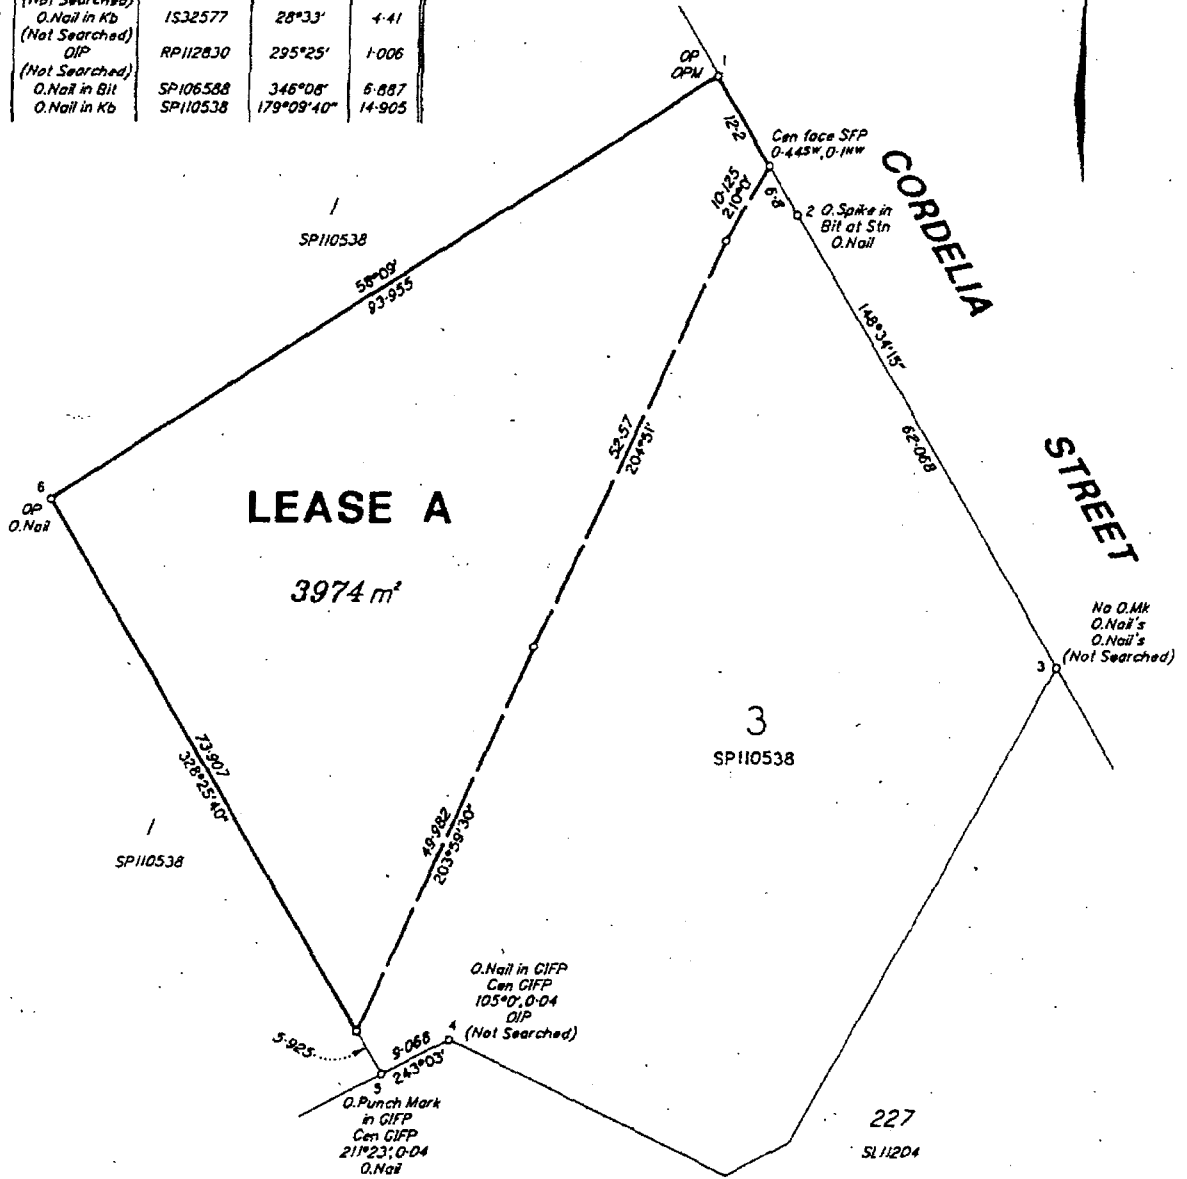 (Not Searched)
O.Nail in Kb IS32577 28°33' 4·41
(Not Searched)
OIP RP112830 295°25' 1·006
(Not Searched)
O.Nail in Bit SP106588 346°08' 6·887
O.Nail in Kb SP110538 179°09'40" 14·905
OP
OPM
1
12·2
Cen face SFP
0·44SW, 0·1NW
CORDELIA
STREET
10·125
210°0'
6·8
2 O.Spike in
Bit at Stn
O.Nail
1
SP110538
58°09'
93·955
148°34'15"
62·068
52·57
204°51'
6
OP
O.Nail
LEASE A
3974 m²
No O.Mk
O.Nail's
O.Nail's
(Not Searched)
3
3
SP110538
73·907
328°25'40"
1
SP110538
49·982
203°59'30"
O.Nail in GIFP
Cen GIFP
105°0', 0·04
OIP
(Not Searched)
4
5·925
9·068
243°03'
5
O.Punch Mark
in GIFP
Cen GIFP
211°23', 0·04
O.Nail
227
SL11204